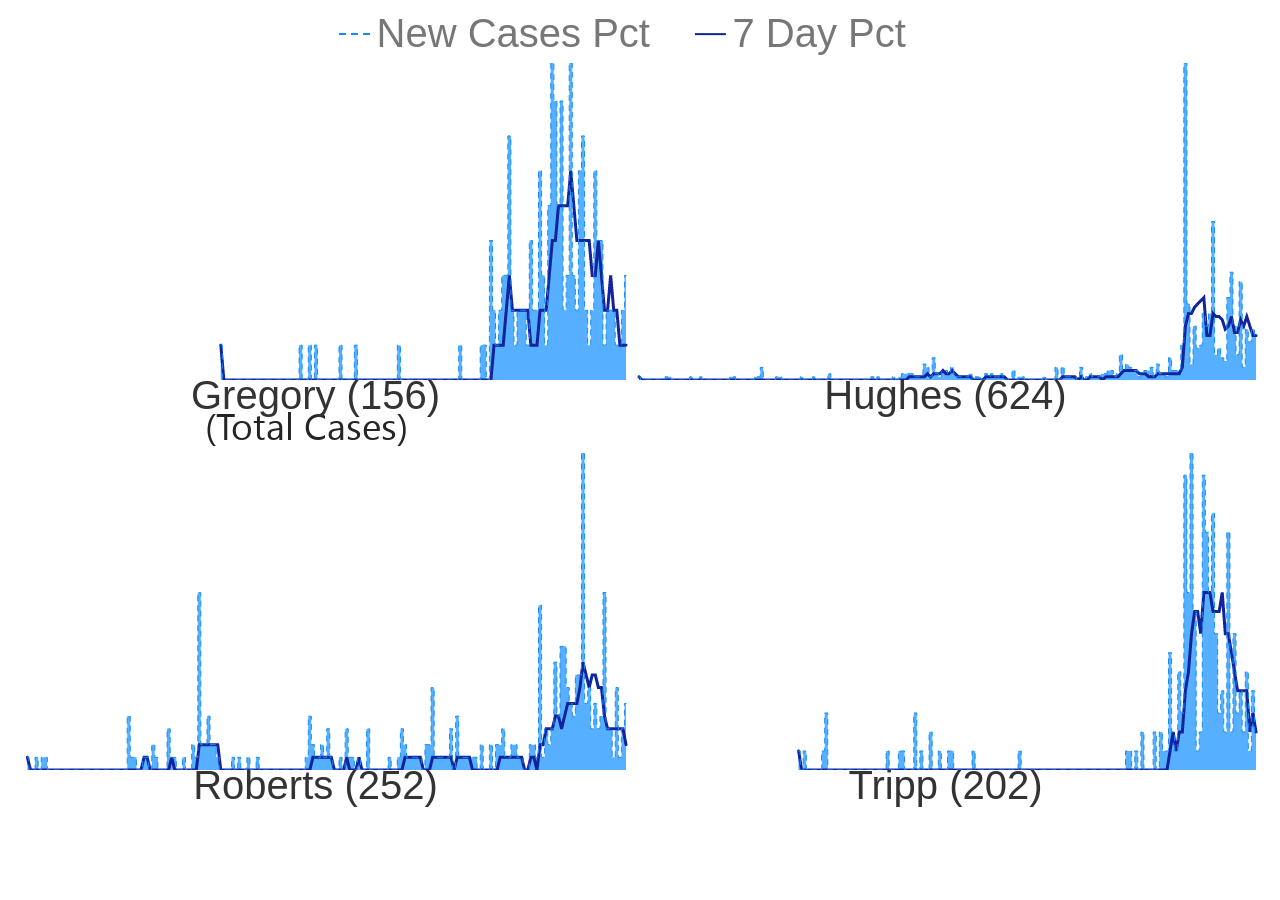 New Cases Pct 7 Day Pct
Gregory (156) Hughes (624)
(Total Cases)
Roberts (252) Tripp (202)